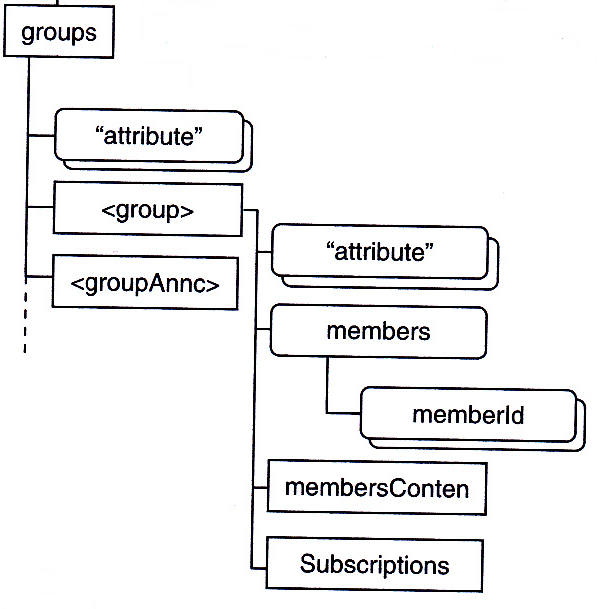 groups
“attribute”
<group>
<groupAnnc>
“attribute”
members
memberId
membersConten
Subscriptions